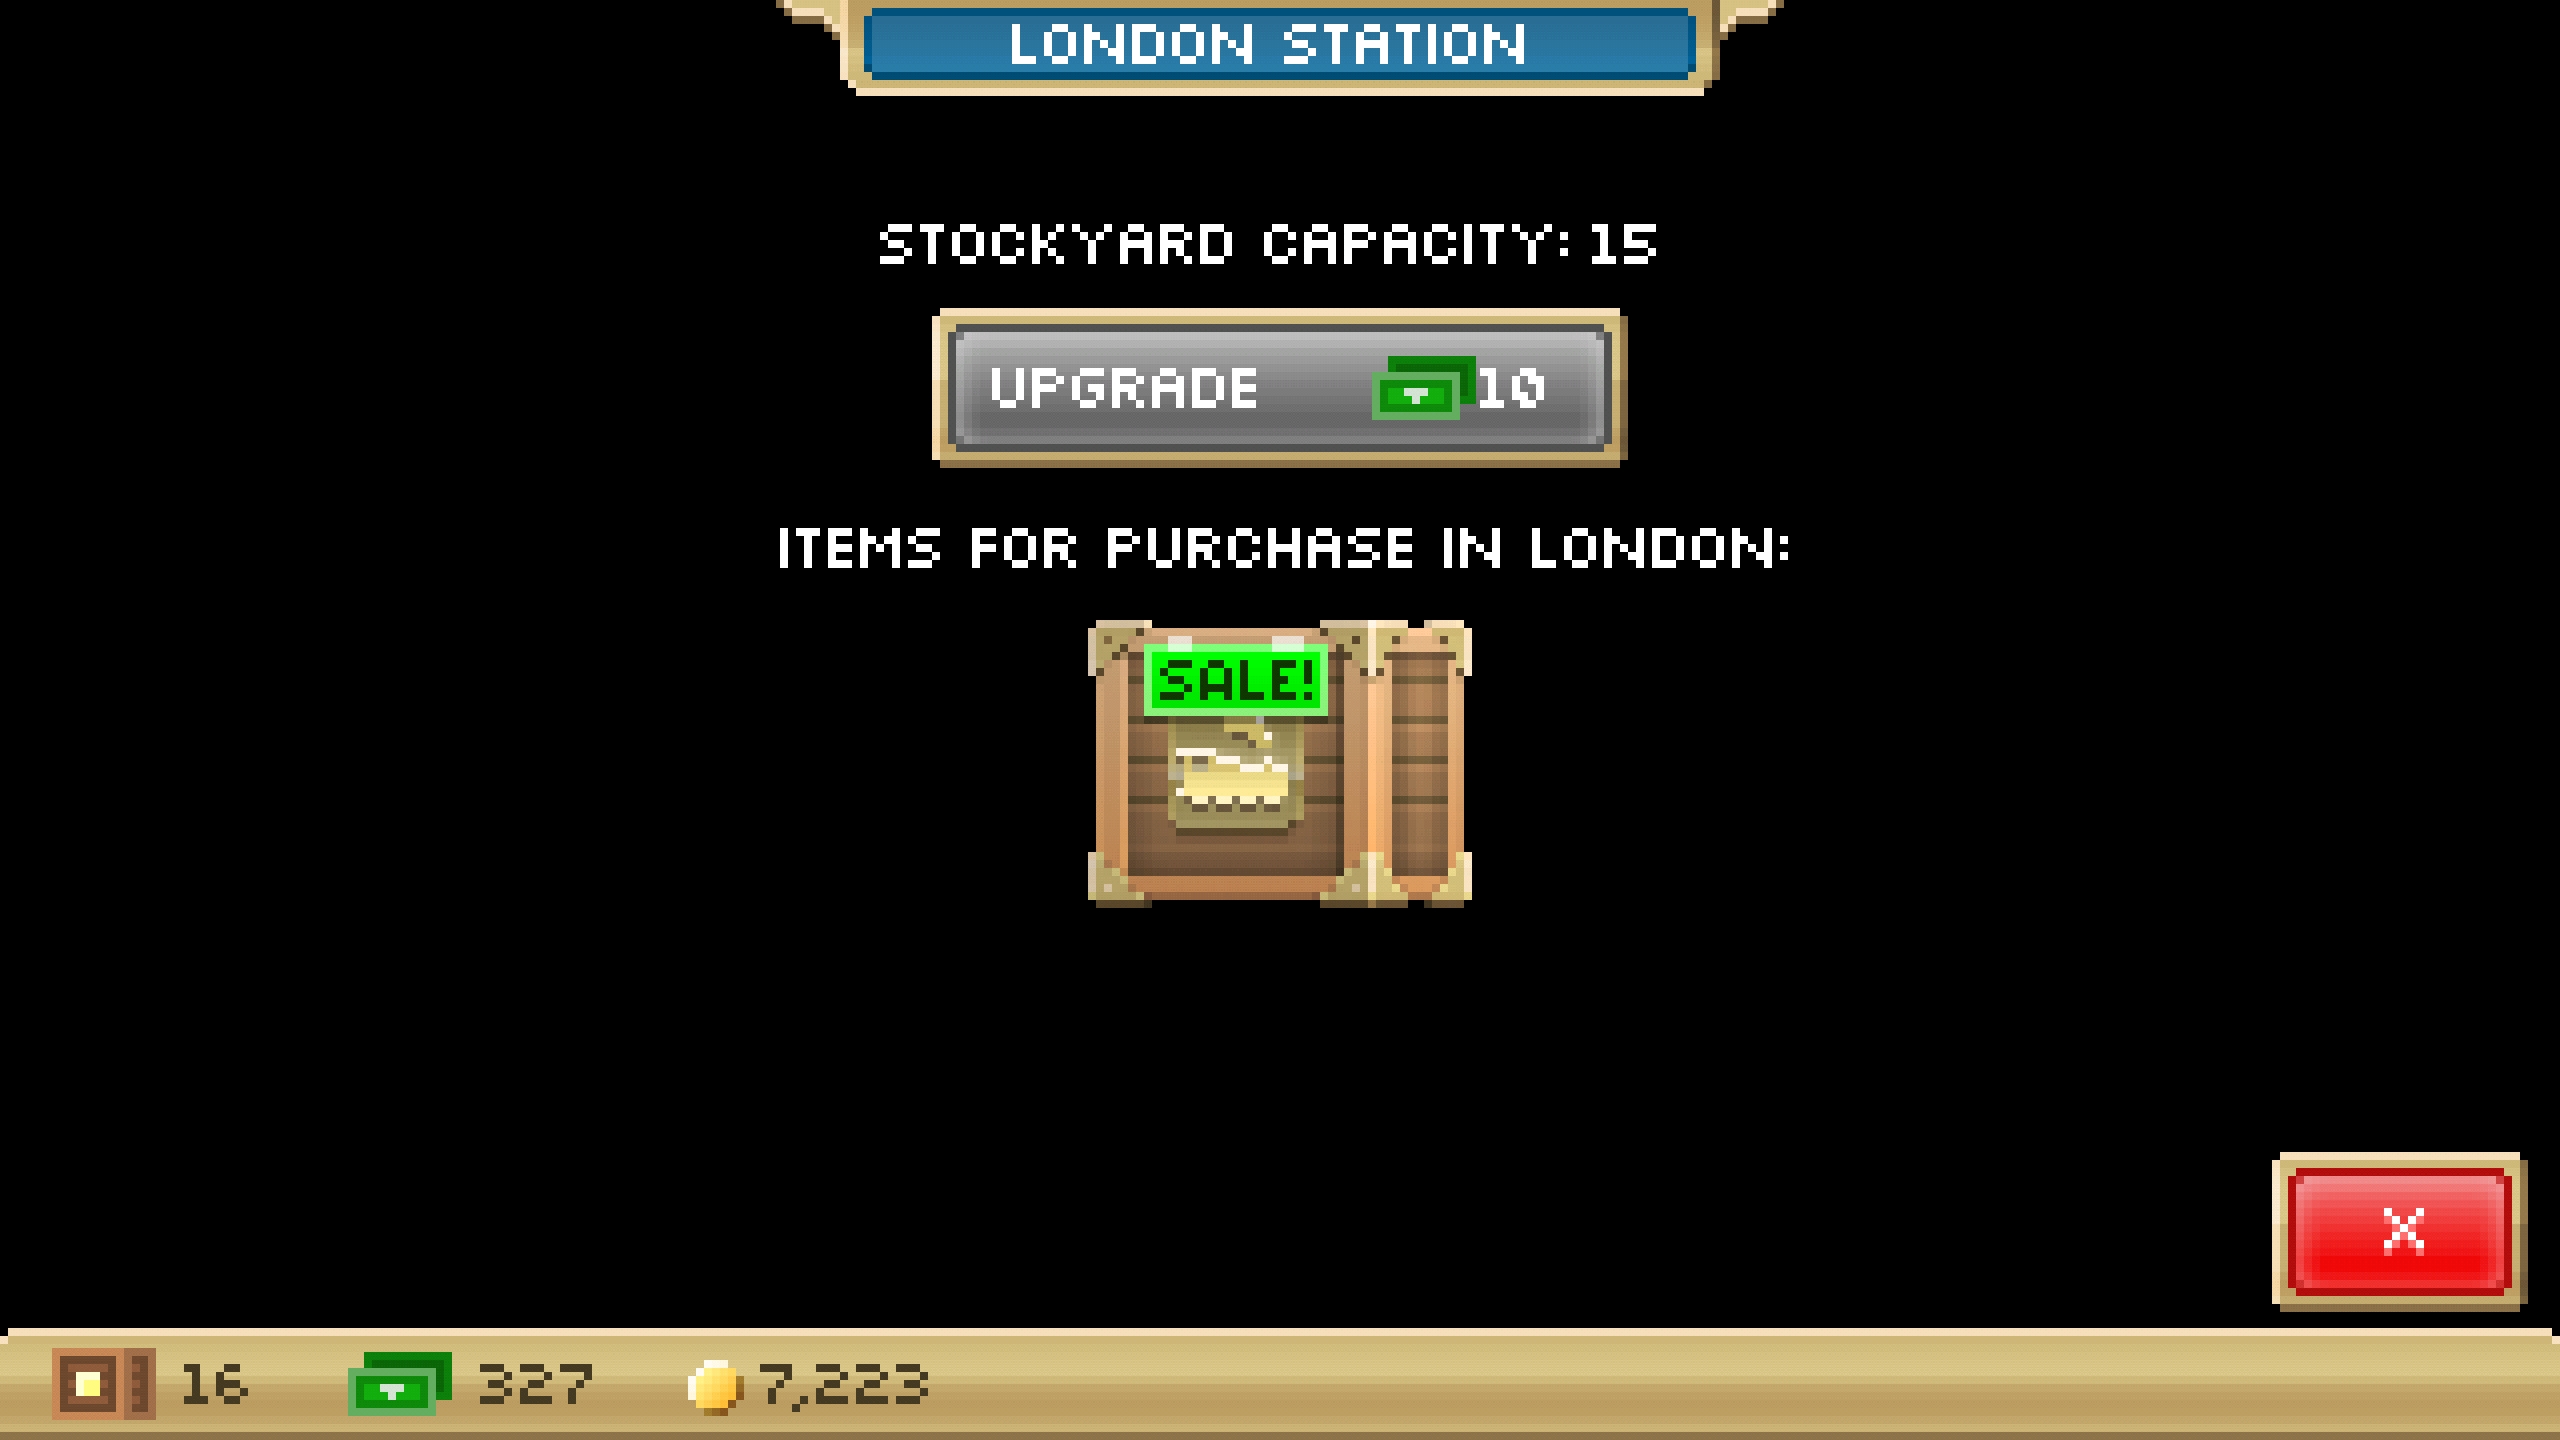 LONDON STATION
STOCKYARD CAPACITY: 15
UPGRADE 10
ITEMS FOR PURCHASE IN LONDON:
SALE!
X
16 327 7,223